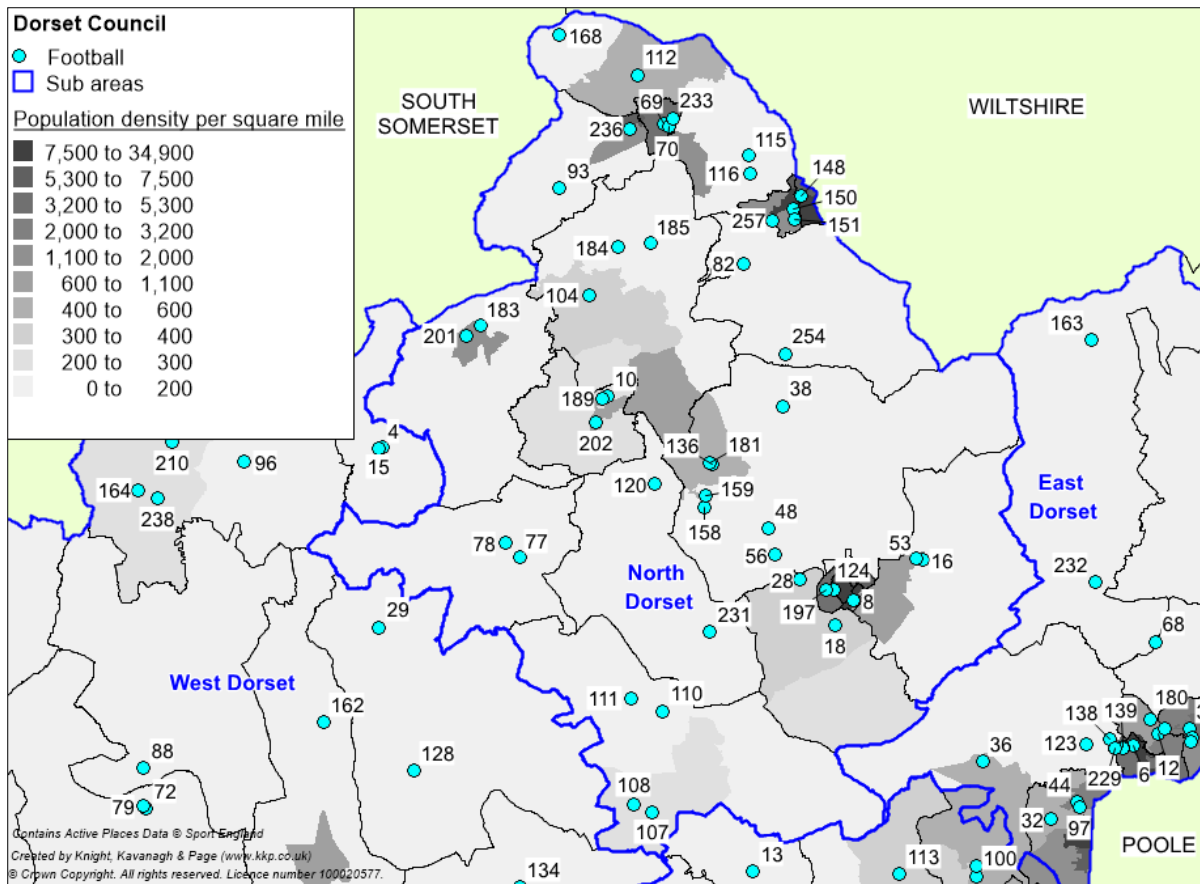 Dorset Council
Football
Sub areas
Population density per square mile
7,500 to 34,900
5,300 to 7,500
3,200 to 5,300
2,000 to 3,200
1,100 to 2,000
600 to 1,100
400 to 600
300 to 400
200 to 300
0 to 200
168
112
SOUTH
SOMERSET
WILTSHIRE
69
233
236
70
115
116
93
148
150
151
257
184
185
82
104
183
201
163
254
10
189
38
202
4
15
136
181
210
96
164
238
120
159
158
East
Dorset
48
78
77
56
53
16
North
Dorset
28
124
232
197
8
29
231
18
68
West Dorset
111
110
162
138
139
180
123
36
6
12
88
128
229
44
72
79
108
32
97
107
POOLE
13
113
100
134
Contains Active Places Data © Sport England
Created by Knight, Kavanagh & Page (www.kkp.co.uk)
© Crown Copyright. All rights reserved. Licence number 100020577.